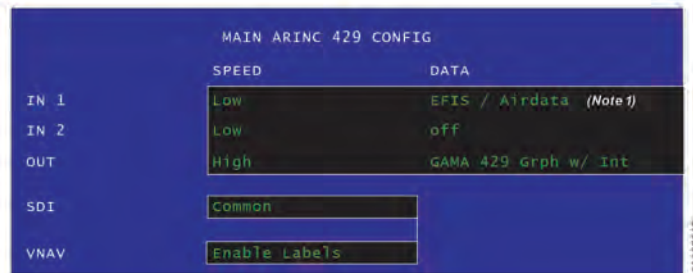 MAIN ARINC 429 CONFIG
SPEED DATA
IN 1 Low EFIS / Airdata (Note 1)
IN 2 Low off
OUT High GAMA 429 Grph w/ Int
SDI Common
VNAV Enable Labels